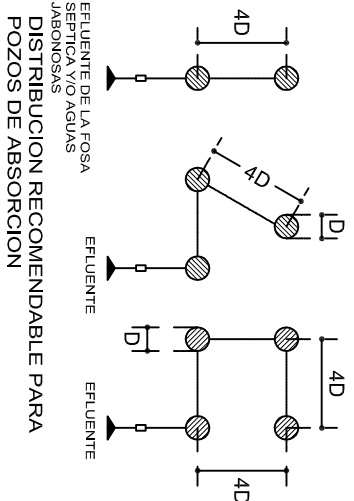 4D
EFLUENTE DE LA FOSA
SEPTICA Y/O AGUAS
JABONOSAS
4D
D
EFLUENTE
D
4D
4D
EFLUENTE
DISTRIBUCION RECOMENDABLE PARA
POZOS DE ABSORCION